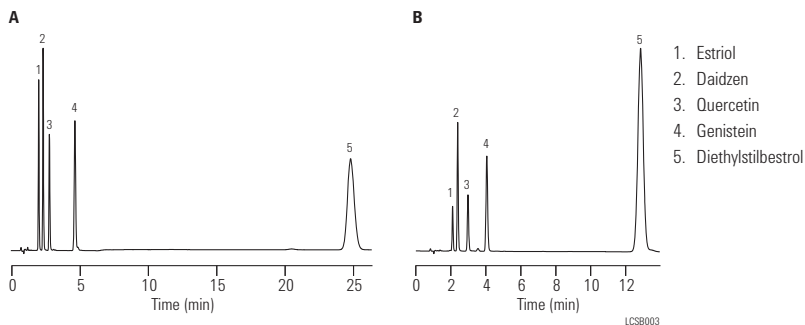 A
2
1
3
4
5
0 5 10 15 20 25
Time (min)
B
5
2
1
3
4
0 2 4 6 8 10 12
Time (min)
1. Estriol
2. Daidzen
3. Quercetin
4. Genistein
5. Diethylstilbestrol
LCSB003